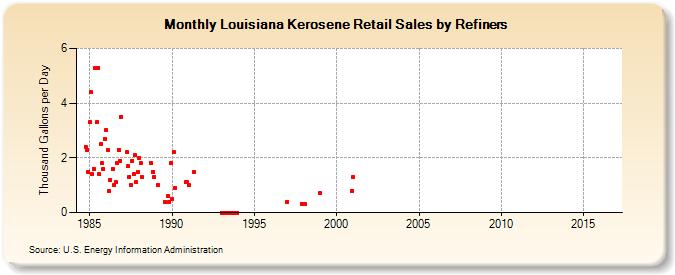 Monthly Louisiana Kerosene Retail Sales by Refiners
Thousand Gallons per Day
6
4
2
0
1985 1990 1995 2000 2005 2010 2015
Source: U.S. Energy Information Administration